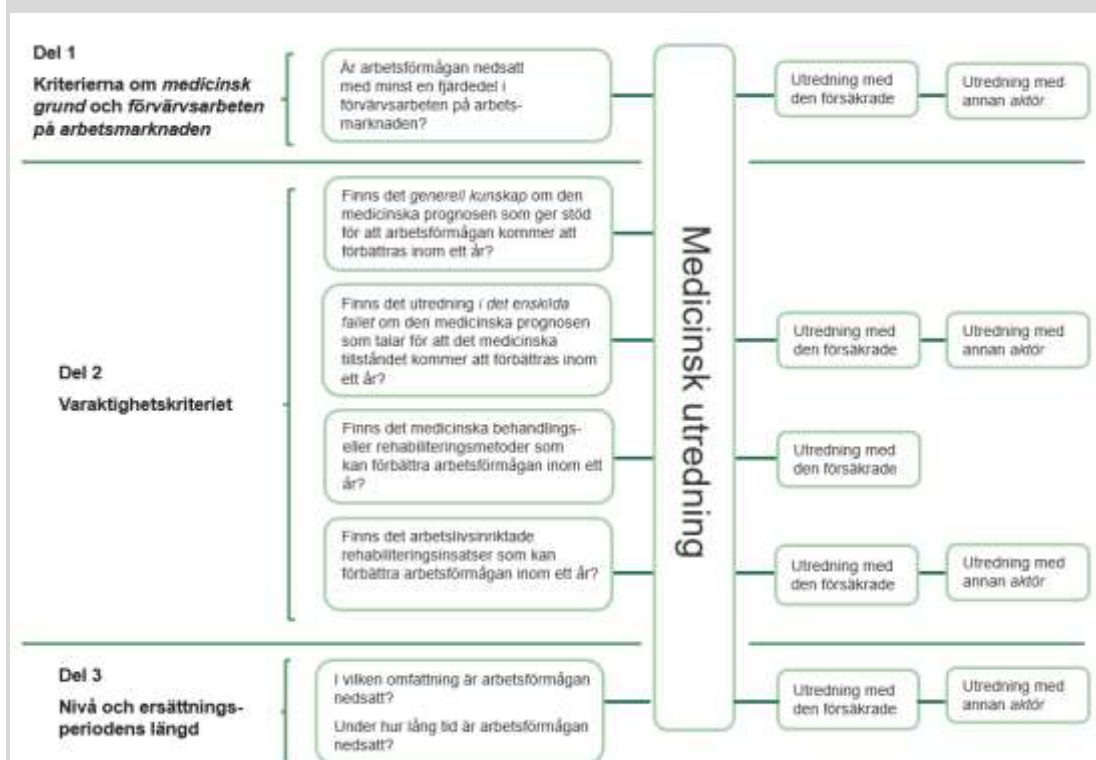 Del 1
Kriterierna om medicinsk
grund och förvärvsarbeten
på arbetsmarknaden
Är arbetsförmågan nedsatt
med minst en fjärdedel i
förvärvsarbeten på arbets-
marknaden?
Utredning med
den försäkrade
Utredning med
annan aktör
Medicinsk utredning
Del 2
Varaktighetskriteriet
Finns det generell kunskap om den
medicinska prognosen som ger stöd
för att arbetsförmågan kommer att
förbättras inom ett år?
Finns det utredning i det enskilda
fallet om den medicinska prognosen
som talar för att det medicinska
tillståndet kommer att förbättras inom
ett år?
Utredning med
den försäkrade
Utredning med
annan aktör
Finns det medicinska behandlings-
eller rehabiliteringsmetoder som
kan förbättra arbetsförmågan inom ett
år?
Utredning med
den försäkrade
Finns det arbetslivsinriktade
rehabiliteringsinsatser som kan
förbättra arbetsförmågan inom ett år?
Utredning med
den försäkrade
Utredning med
annan aktör
Del 3
Nivå och ersättnings-
periodens längd
I vilken omfattning är arbetsförmågan
nedsatt?
Under hur lång tid är arbetsförmågan
nedsatt?
Utredning med
den försäkrade
Utredning med
annan aktör